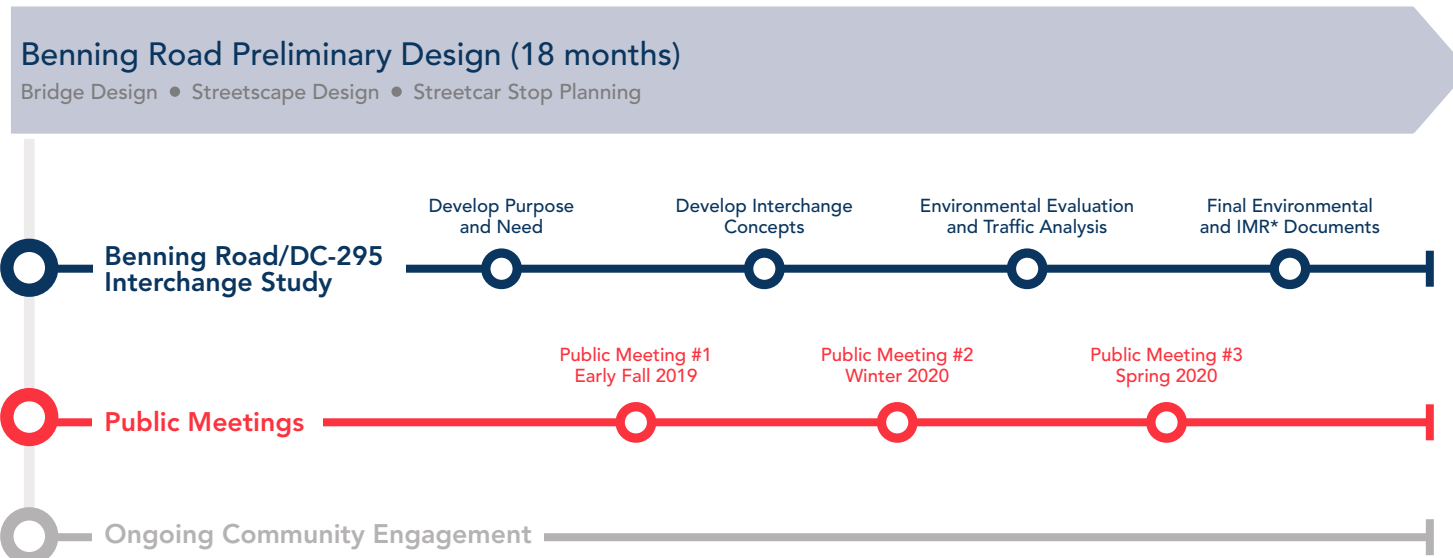 Benning Road Preliminary Design (18 months)
Bridge Design • Streetscape Design • Streetcar Stop Planning
Benning Road/DC-295
Interchange Study
Develop Purpose
and Need
Develop Interchange
Concepts
Environmental Evaluation
and Traffic Analysis
Final Environmental
and IMR* Documents
Public Meetings
Public Meeting #1
Early Fall 2019
Public Meeting #2
Winter 2020
Public Meeting #3
Spring 2020
Ongoing Community Engagement